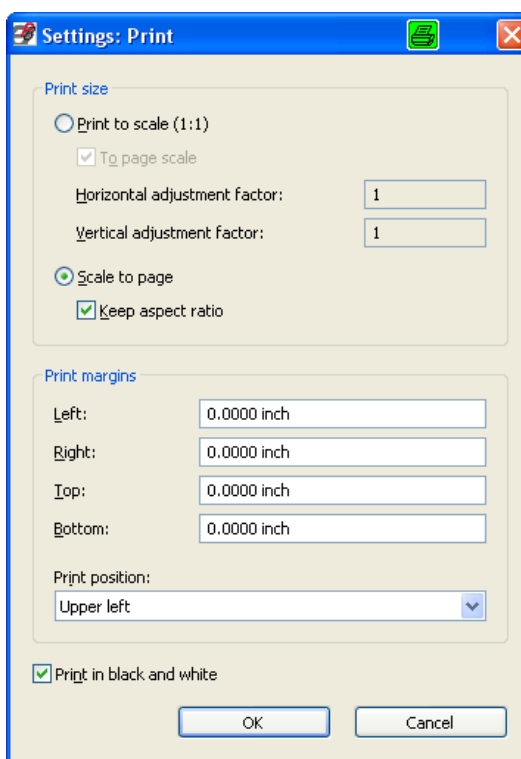 Settings: Print
Print size
Print to scale (1:1)
To page scale
Horizontal adjustment factor: 1
Vertical adjustment factor: 1
Scale to page
Keep aspect ratio
Print margins
Left: 0.0000 inch
Right: 0.0000 inch
Top: 0.0000 inch
Bottom: 0.0000 inch
Print position:
Upper left
Print in black and white
OK Cancel